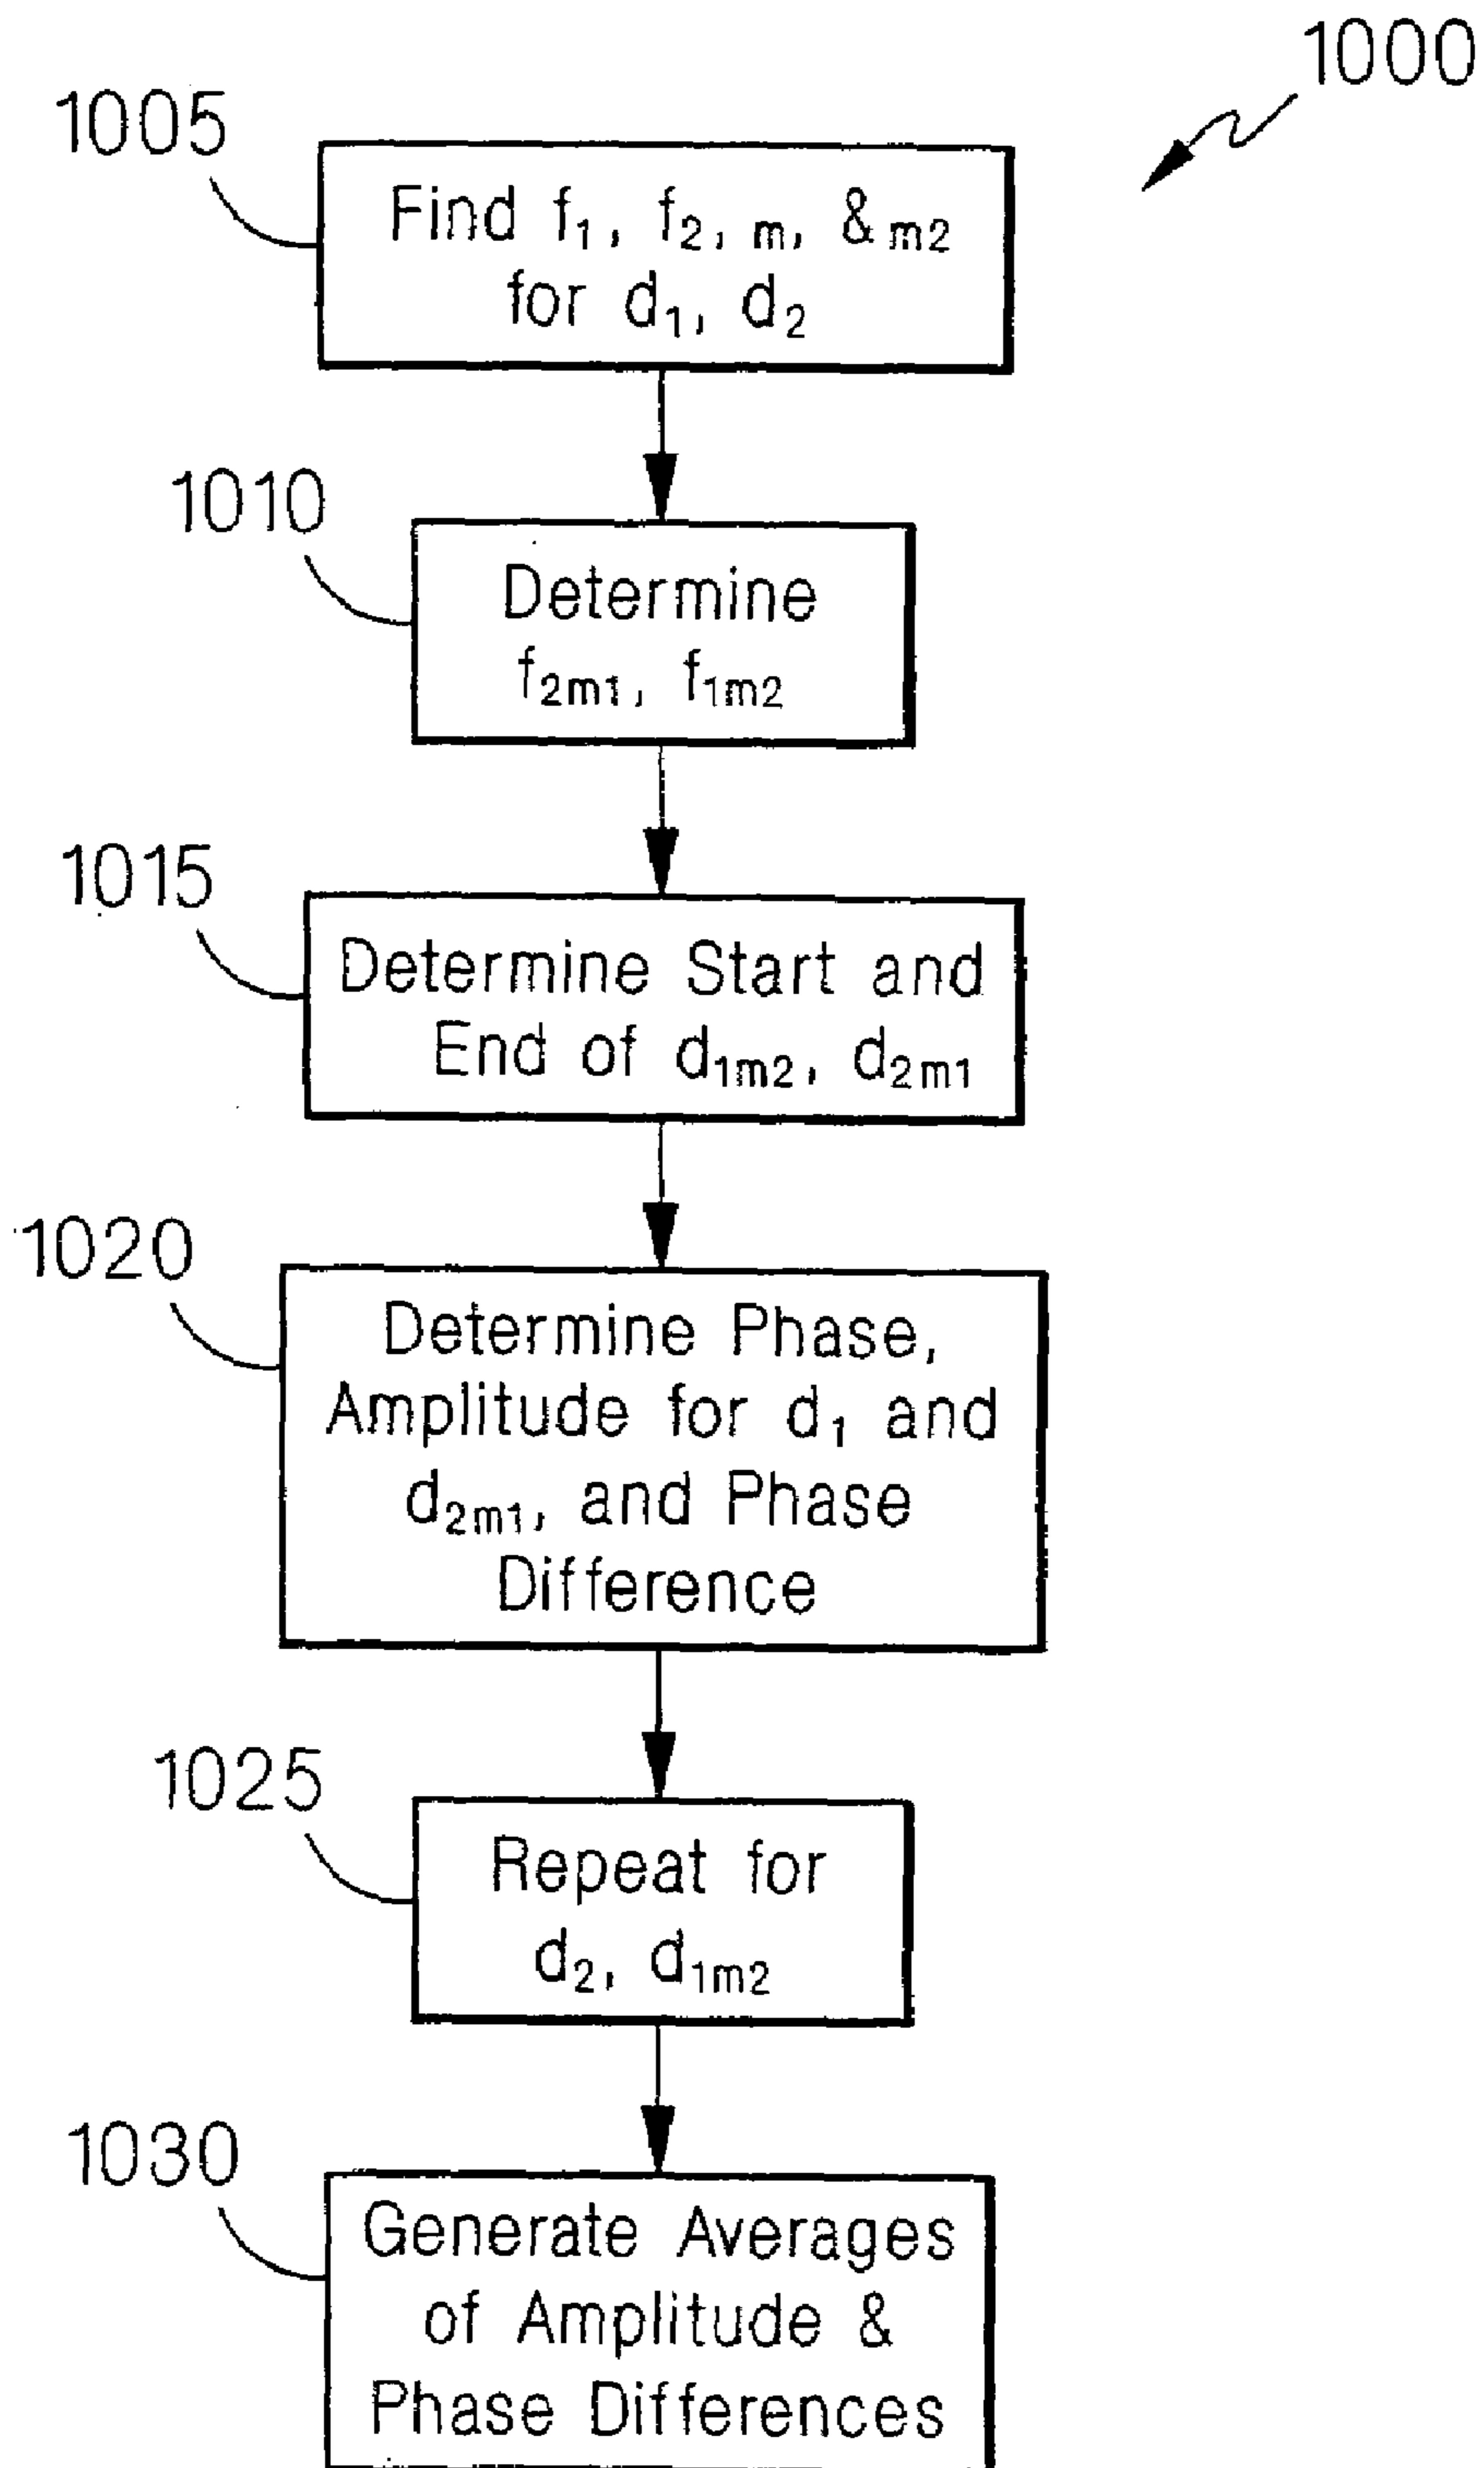 1000
1005
Find f₁, f₂, m, & m2
for d₁, d₂
1010
Determine
f₂ₘ₁, f₁ₘ₂
1015
Determine Start and
End of d₁ₘ₂, d₂ₘ₁
1020
Determine Phase,
Amplitude for d₁ and
d₂ₘ₁, and Phase
Difference
1025
Repeat for
d₂, d₁ₘ₂
1030
Generate Averages
of Amplitude &
Phase Differences